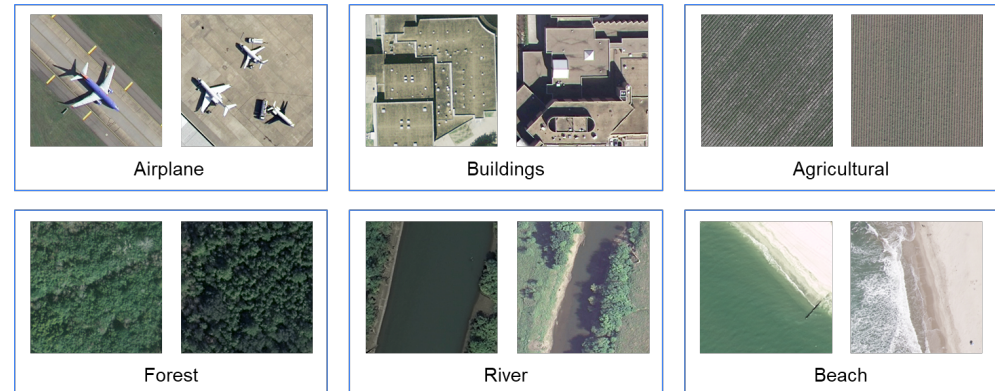 Airplane
Buildings
Agricultural
Forest
River
Beach